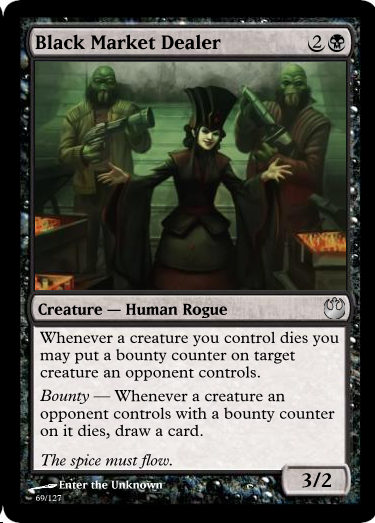 Black Market Dealer 2
Creature — Human Rogue
Whenever a creature you control dies you
may put a bounty counter on target
creature an opponent controls.
Bounty — Whenever a creature an
opponent controls with a bounty counter
on it dies, draw a card.
The spice must flow.
3/2
Enter the Unknown
69/127